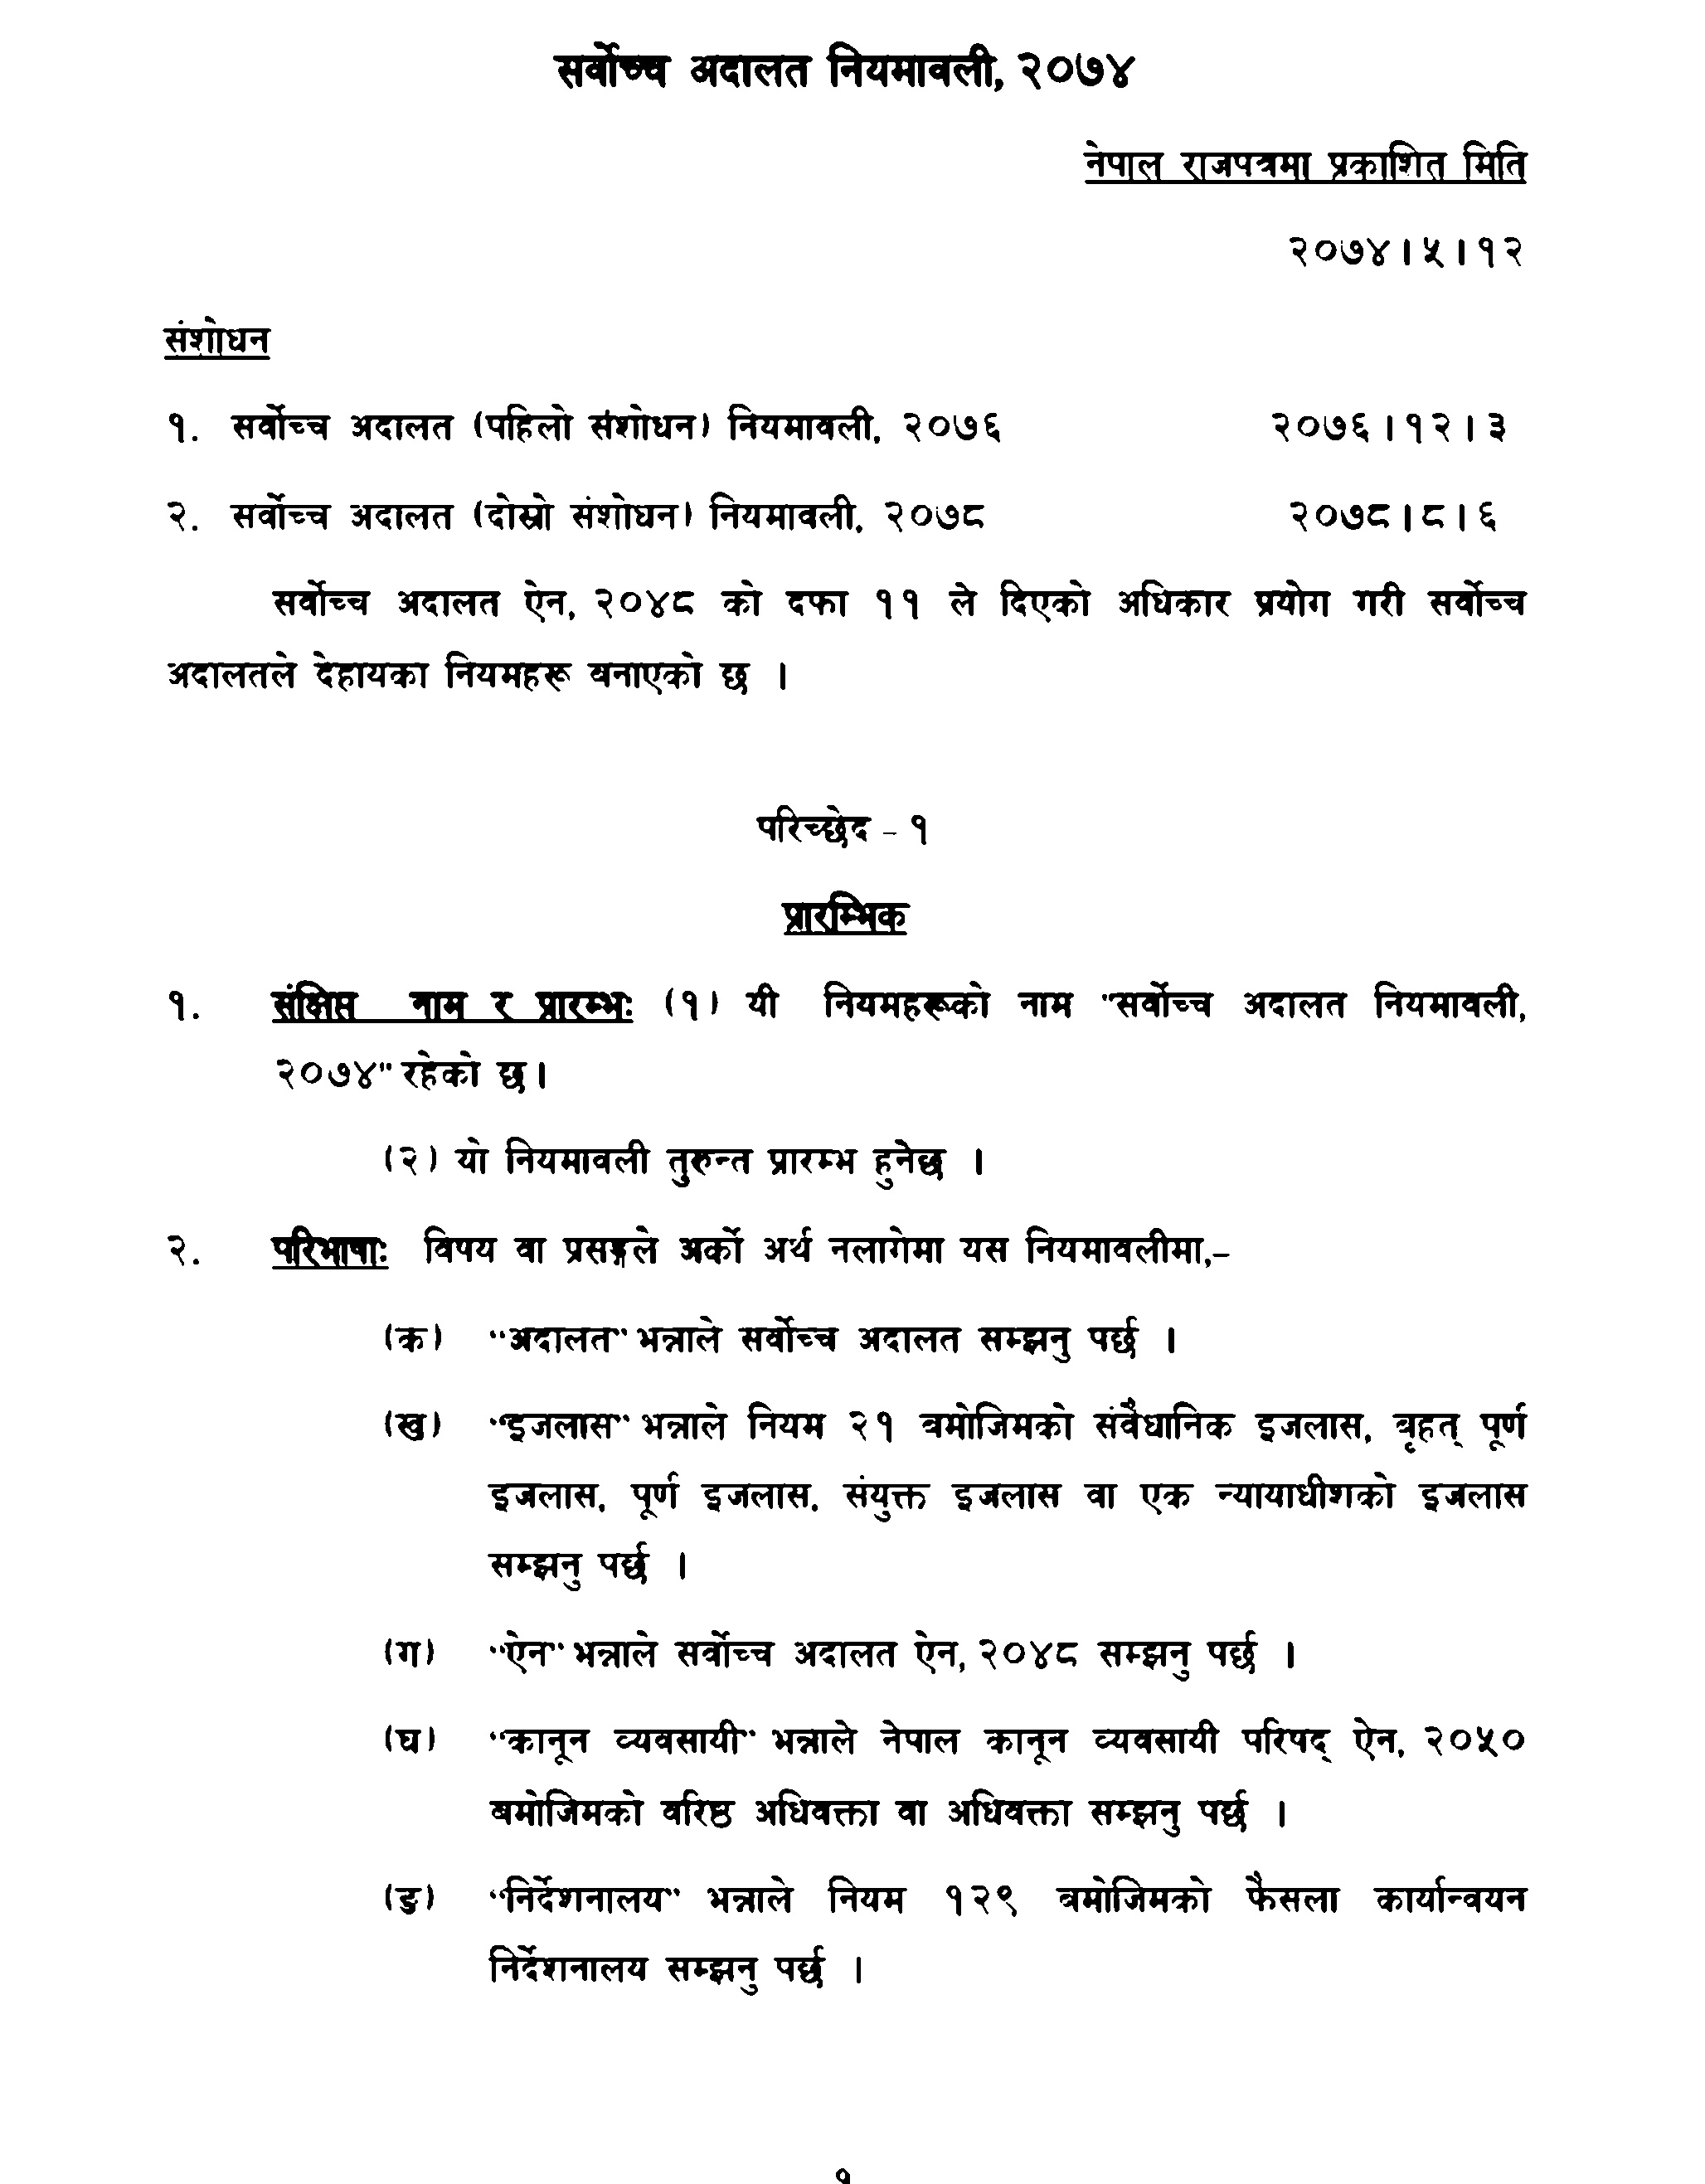 सर्वोच्च अदालत नियमावली, २०७४
नेपाल राजपत्रमा प्रकाशित मिति
२०७४।५।१२
संशोधन
१. सर्वोच्च अदालत (पहिलो संशोधन) नियमावली, २०७६ २०७६।१२।३
२. सर्वोच्च अदालत (दोस्रो संशोधन) नियमावली, २०७८ २०७८।८।६
सर्वोच्च अदालत ऐन, २०४८ को दफा ११ ले दिएको अधिकार प्रयोग गरी सर्वोच्च
अदालतले देहायका नियमहरू बनाएको छ ।
परिच्छेद - १
प्रारम्भिक
१. संक्षिप्त नाम र प्रारम्भः (१) यी नियमहरूको नाम "सर्वोच्च अदालत नियमावली,
२०७४" रहेको छ।
(२) यो नियमावली तुरुन्त प्रारम्भ हुनेछ ।
२. परिभाषाः विषय वा प्रसङ्गले अर्को अर्थ नलागेमा यस नियमावलीमा,–
(क) "अदालत" भन्नाले सर्वोच्च अदालत सम्झनु पर्छ ।
(ख) "इजलास" भन्नाले नियम २१ बमोजिमको संवैधानिक इजलास, बृहत् पूर्ण
इजलास, पूर्ण इजलास, संयुक्त इजलास वा एक न्यायाधीशको इजलास
सम्झनु पर्छ ।
(ग) "ऐन" भन्नाले सर्वोच्च अदालत ऐन, २०४८ सम्झनु पर्छ ।
(घ) "कानून व्यवसायी" भन्नाले नेपाल कानून व्यवसायी परिषद् ऐन, २०५०
बमोजिमको वरिष्ठ अधिवक्ता वा अधिवक्ता सम्झनु पर्छ ।
(ङ) "निर्देशनालय" भन्नाले नियम १२९ बमोजिमको फैसला कार्यान्वयन
निर्देशनालय सम्झनु पर्छ ।
१